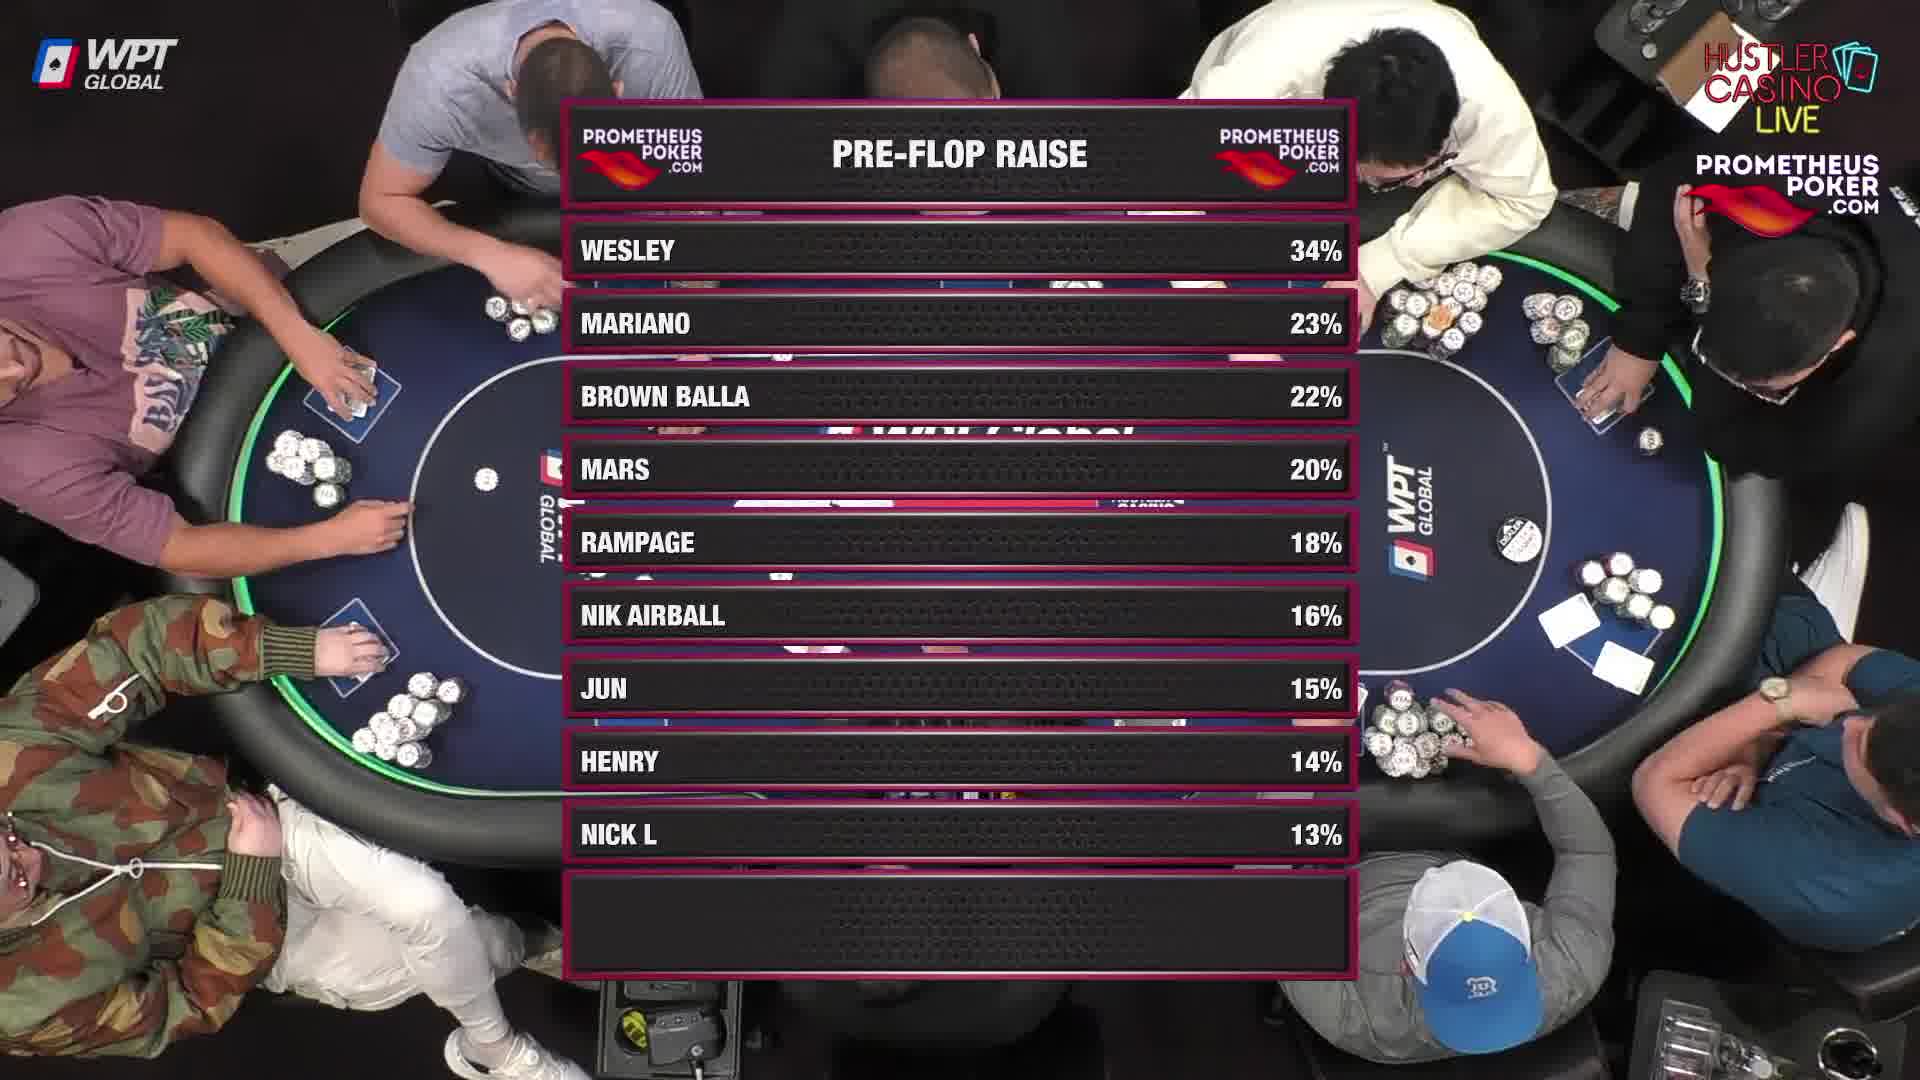 WPT
GLOBAL
HUSTLER
CASINO
LIVE
PROMETHEUS
POKER
.COM
PROMETHEUS
POKER
.COM
PRE-FLOP RAISE
PROMETHEUS
POKER
.COM
WESLEY 34%
MARIANO 23%
BROWN BALLA 22%
MARS 20%
RAMPAGE 18%
NIK AIRBALL 16%
JUN 15%
HENRY 14%
NICK L 13%
WPT
GLOBAL
GLOBAL
DEALER